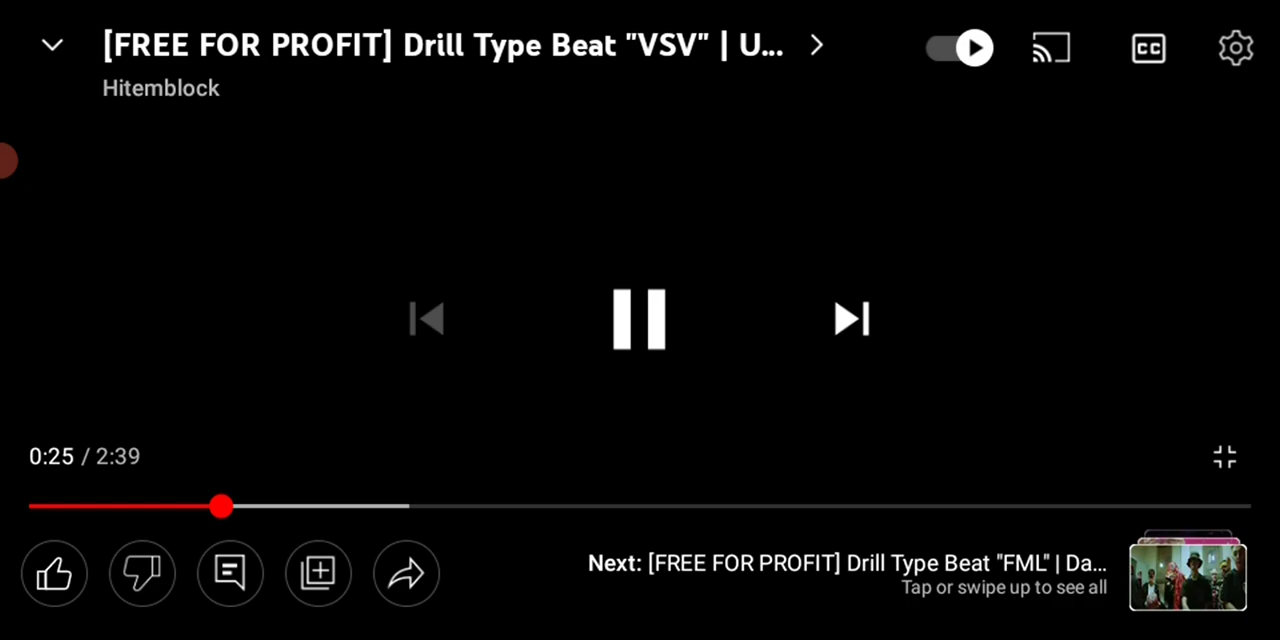 [FREE FOR PROFIT] Drill Type Beat "VSV" | U...
CC
Hitemblock
0:25 / 2:39
Next: [FREE FOR PROFIT] Drill Type Beat "FML" | Da...
Tap or swipe up to see all